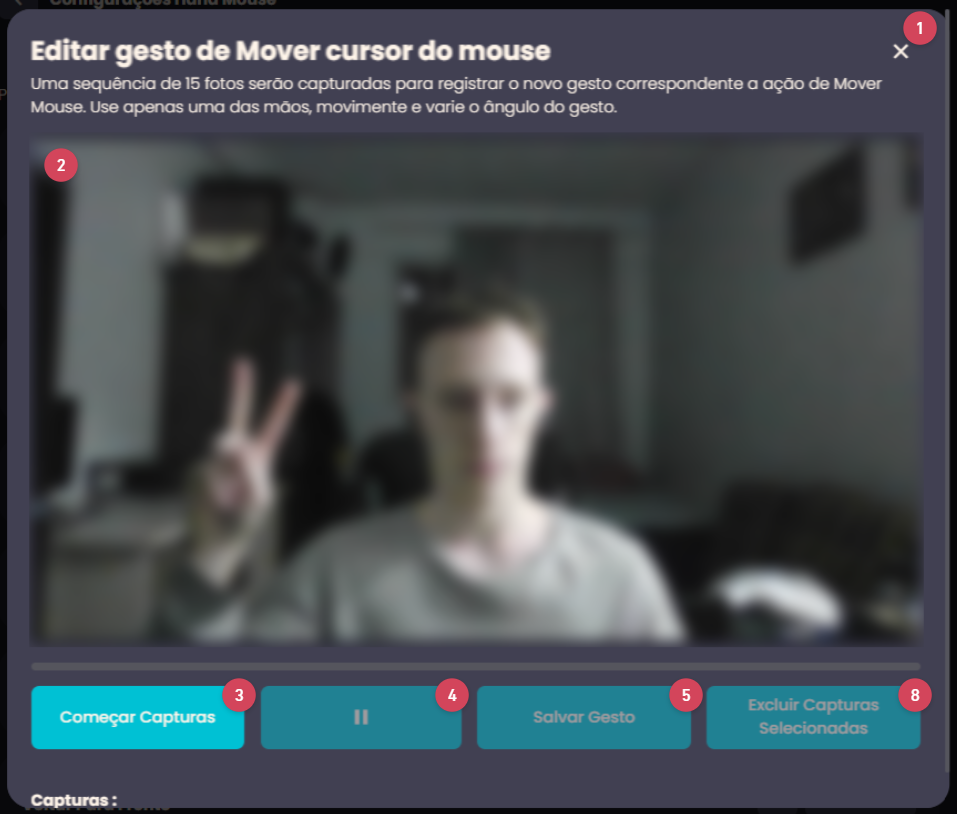 Configurações Hand Mouse
1
Editar gesto de Mover cursor do mouse
Uma sequência de 15 fotos serão capturadas para registrar o novo gesto correspondente a ação de Mover
Mouse. Use apenas uma das mãos, movimente e varie o ângulo do gesto.
2
3
4
5
8
Começar Capturas
Salvar Gesto
Excluir Capturas
Selecionadas
Capturas :